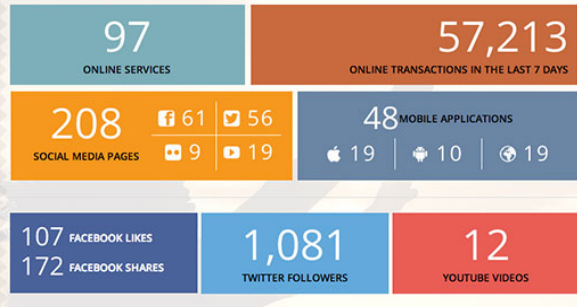 97
ONLINE SERVICES
57,213
ONLINE TRANSACTIONS IN THE LAST 7 DAYS
208
SOCIAL MEDIA PAGES
61
56
9
19
48 MOBILE APPLICATIONS
19
10
19
107 FACEBOOK LIKES
172 FACEBOOK SHARES
1,081
TWITTER FOLLOWERS
12
YOUTUBE VIDEOS